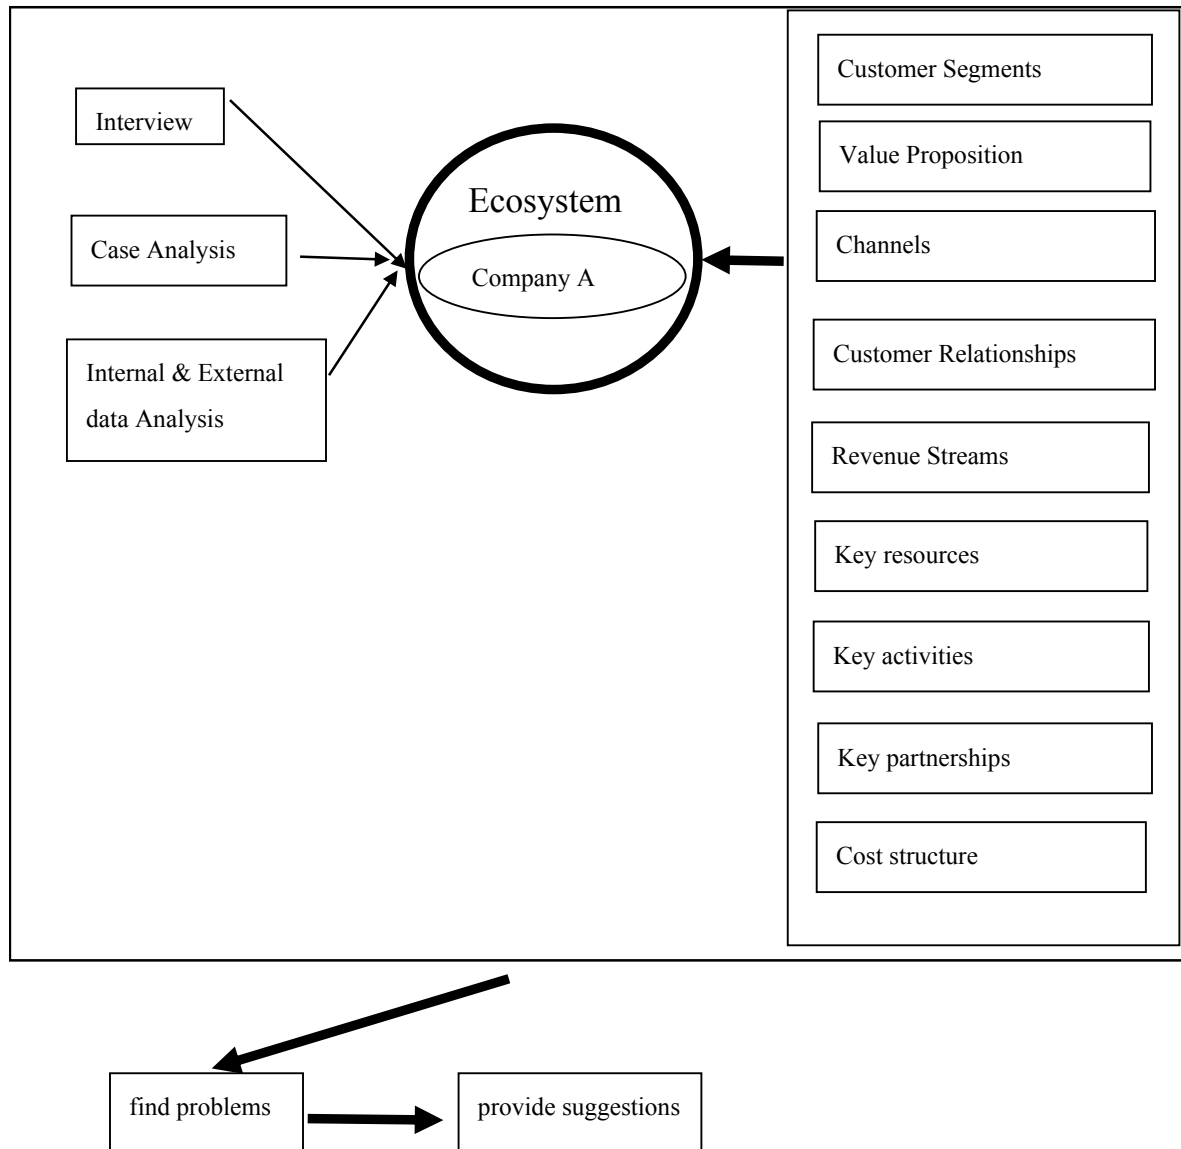 Interview
Case Analysis
Internal & External
data Analysis
Ecosystem
Company A
Customer Segments
Value Proposition
Channels
Customer Relationships
Revenue Streams
Key resources
Key activities
Key partnerships
Cost structure
find problems
provide suggestions